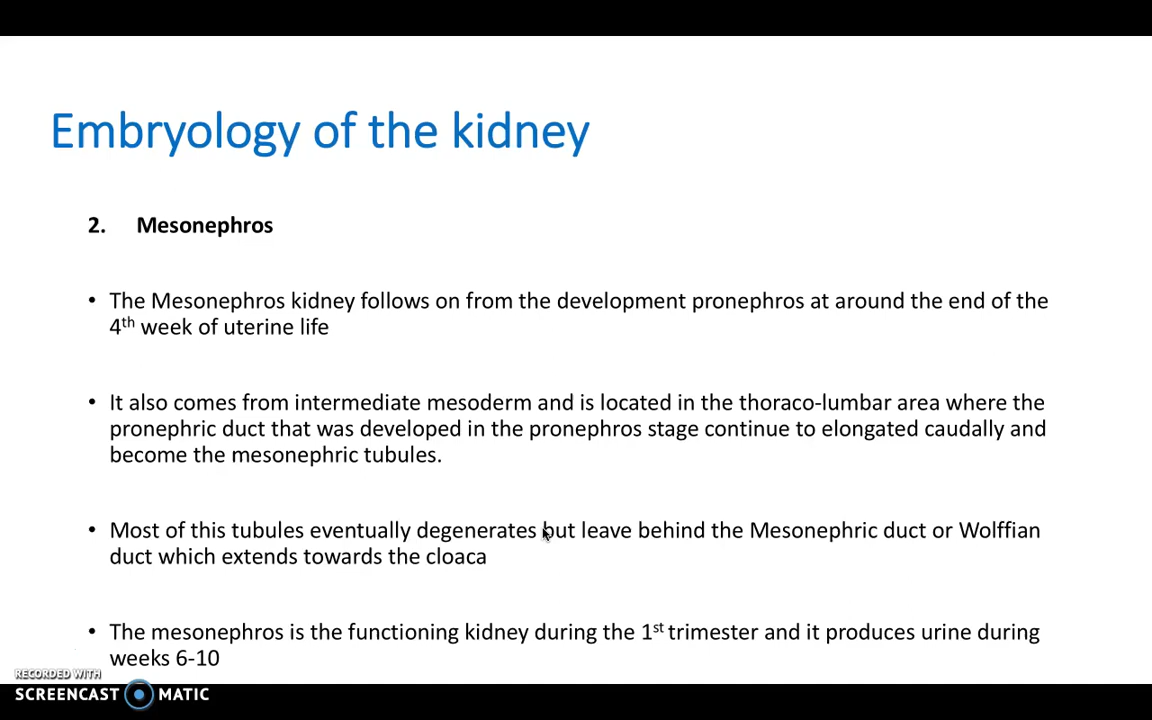 Embryology of the kidney
2. Mesonephros
• The Mesonephros kidney follows on from the development pronephros at around the end of the
4th week of uterine life
• It also comes from intermediate mesoderm and is located in the thoraco-lumbar area where the
pronephric duct that was developed in the pronephros stage continue to elongated caudally and
become the mesonephric tubules.
• Most of this tubules eventually degenerates but leave behind the Mesonephric duct or Wolffian
duct which extends towards the cloaca
• The mesonephros is the functioning kidney during the 1st trimester and it produces urine during
weeks 6-10
RECORDED WITH
SCREENCAST MATIC